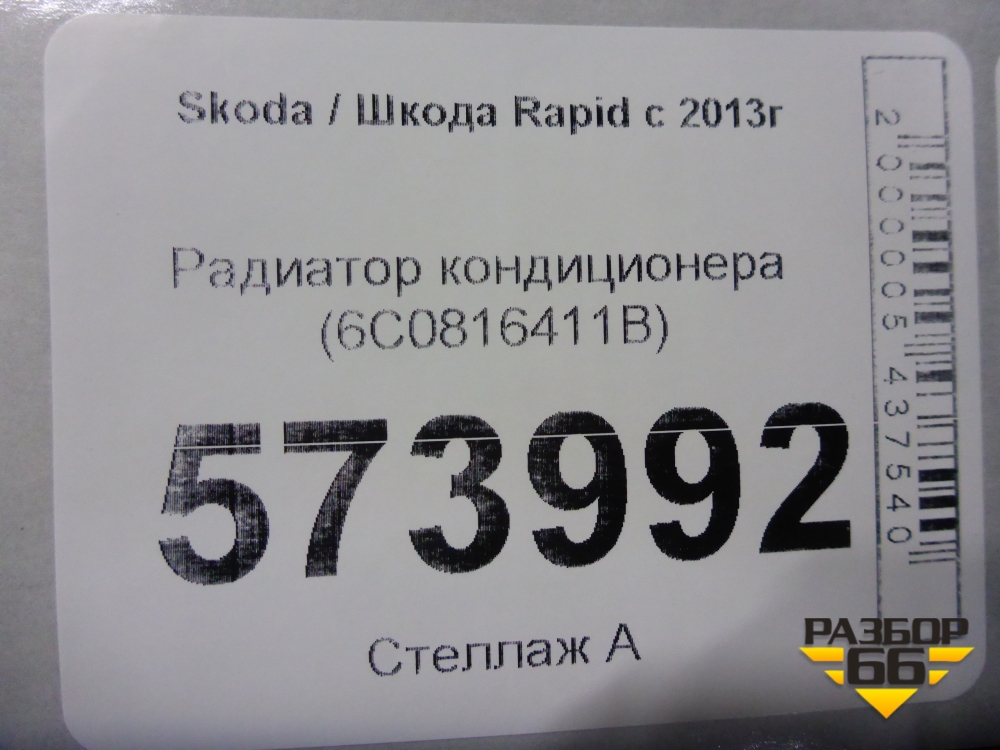 Skoda / Шкода Rapid с 2013г
Радиатор кондиционера
(6C0816411B)
573992
Стеллаж А
2000005437540
РАЗБОР
66